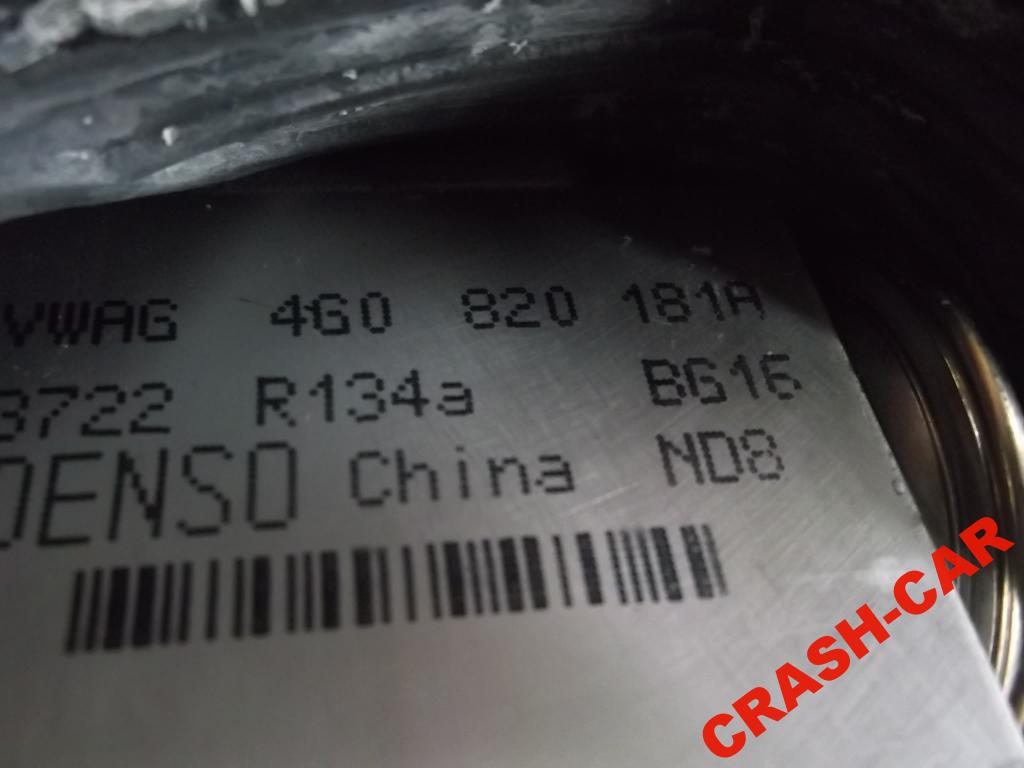 VWAG 4G0 820 181A
3722 R134a BG16
DENSO China ND8
CRASH-CAR